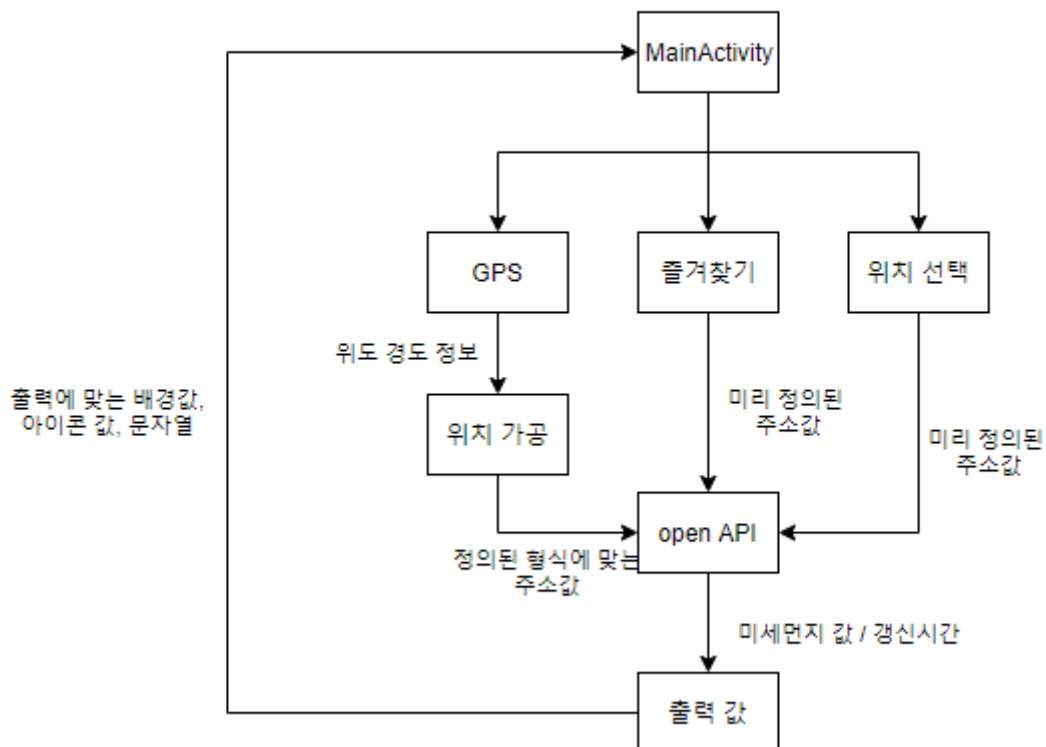 MainActivity
GPS
즐겨찾기
위치 선택
위도 경도 정보
출력에 맞는 배경값,
아이콘 값, 문자열
위치 가공
미리 정의된
주소값
미리 정의된
주소값
open API
정의된 형식에 맞는
주소값
미세먼지 값 / 갱신시간
출력 값